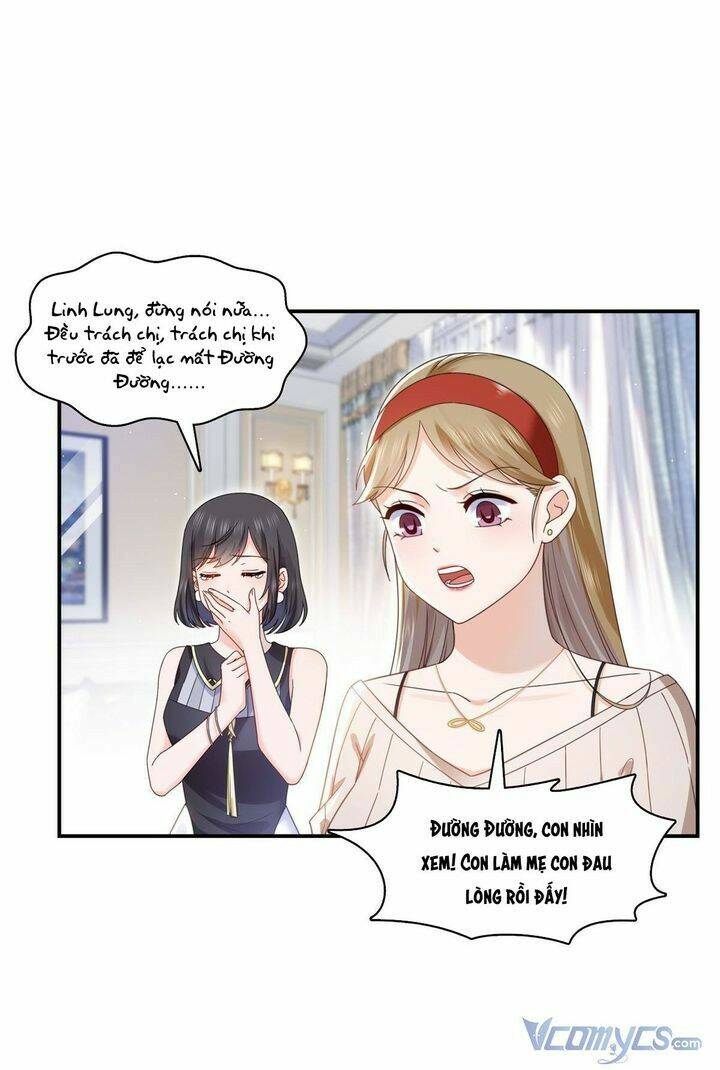 Linh Lung, đừng nói nữa...
Đều trách chị, trách chị khi
trước đã để lạc mất Đường
Đường......
ĐƯỜNG ĐƯỜNG, CON NHÌN
XEM! CON LÀM MẸ CON ĐAU
LÒNG RỒI ĐẤY!
Vcomycs.com